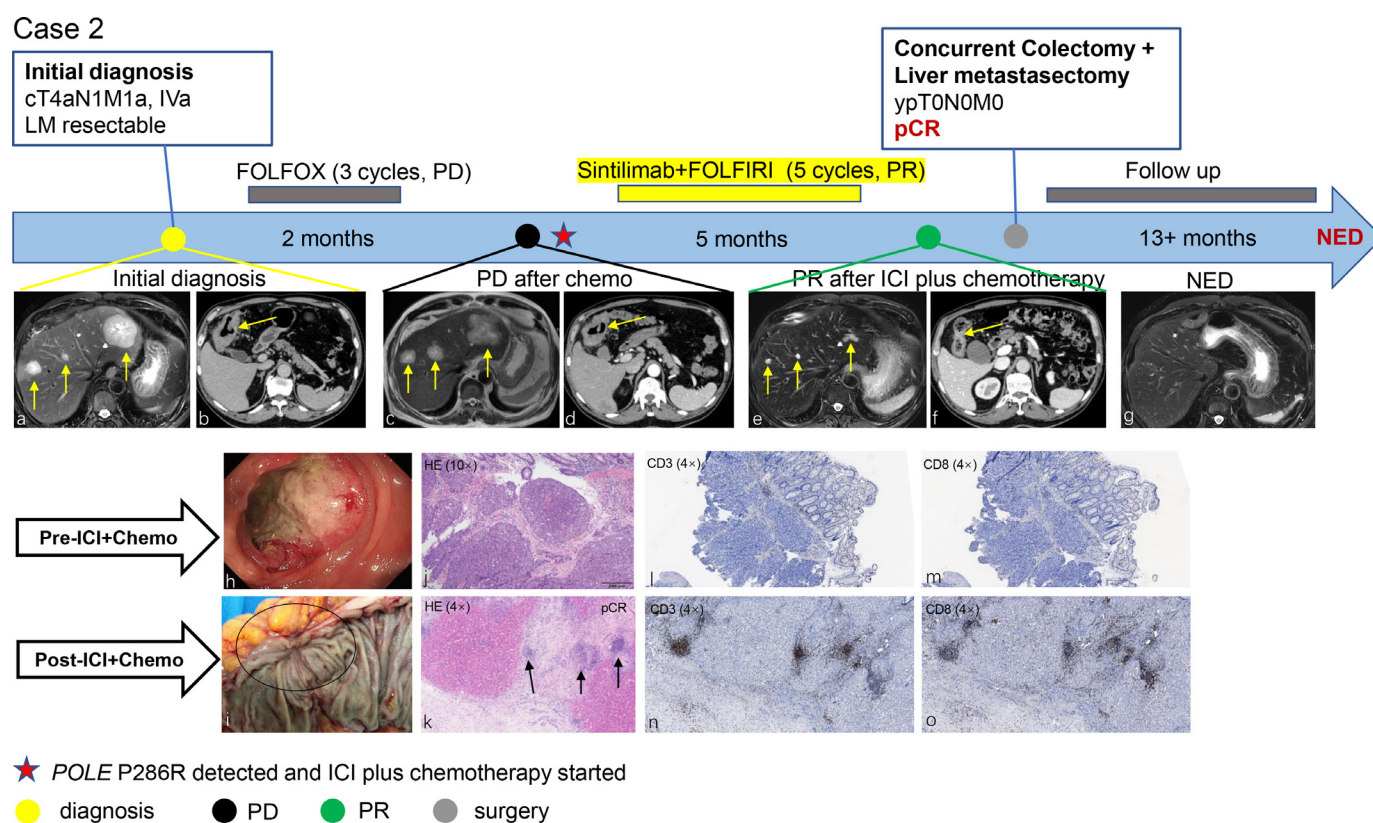 Case 2
Initial diagnosis
cT4aN1M1a, IVa
LM resectable
Concurrent Colectomy +
Liver metastasectomy
ypT0N0M0
pCR
FOLFOX (3 cycles, PD)
Sintilimab+FOLFIRI (5 cycles, PR)
Follow up
2 months
5 months
13+ months
NED
Initial diagnosis
PD after chemo
PR after ICI plus chemotherapy
NED
a
b
c
d
e
f
g
Pre-ICI+Chemo
h
HE (10×)
j
CD3 (4×)
l
CD8 (4×)
m
Post-ICI+Chemo
i
HE (4×)
pCR
k
CD3 (4×)
n
CD8 (4×)
o
POLE P286R detected and ICI plus chemotherapy started
diagnosis
PD
PR
surgery